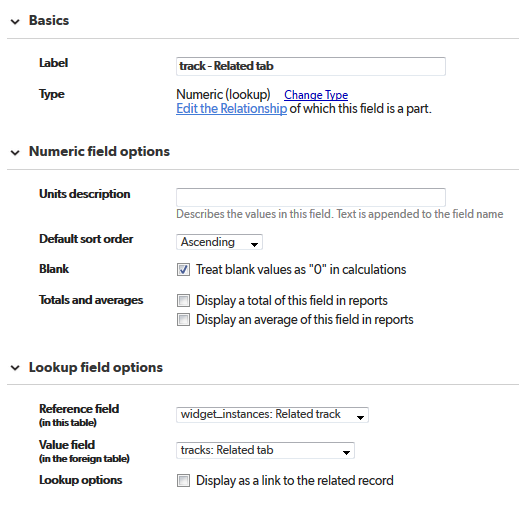 Basics
Label track - Related tab
Type Numeric (lookup) Change Type
Edit the Relationship of which this field is a part.
Numeric field options
Units description
Describes the values in this field. Text is appended to the field name
Default sort order Ascending
Blank Treat blank values as "0" in calculations
Totals and averages Display a total of this field in reports
Display an average of this field in reports
Lookup field options
Reference field widget_instances: Related track
(in this table)
Value field tracks: Related tab
(in the foreign table)
Lookup options Display as a link to the related record